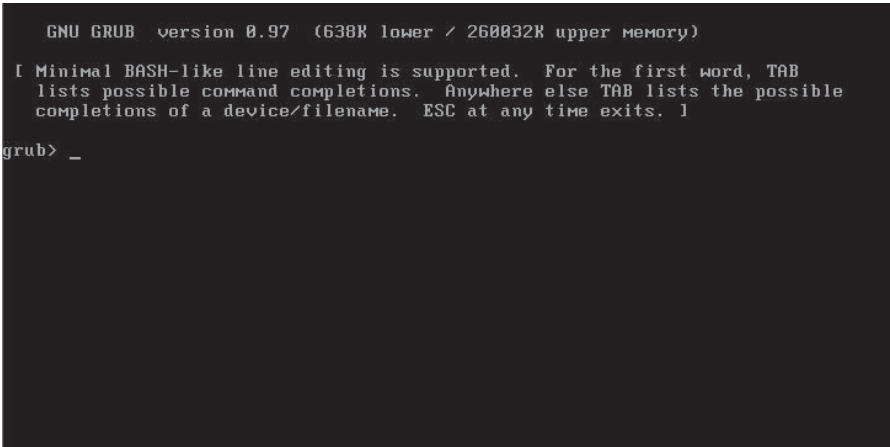 GNU GRUB version 0.97 (638K lower / 260032K upper memory)
[ Minimal BASH-like line editing is supported. For the first word, TAB
lists possible command completions. Anywhere else TAB lists the possible
completions of a device/filename. ESC at any time exits. ]
grub> _